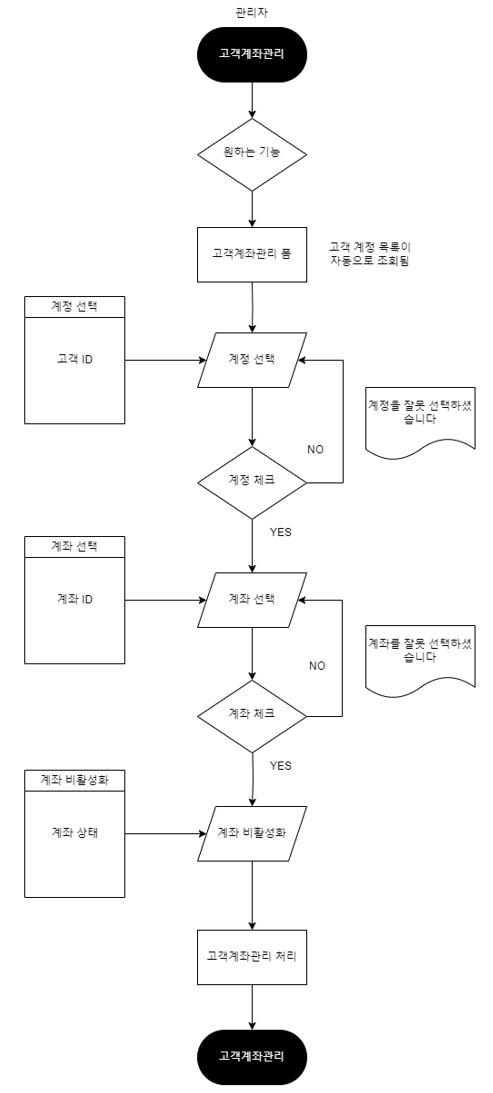 관리자
고객계좌관리
원하는 기능
고객계좌관리 폼
고객 계정 목록이
자동으로 조회됨
계정 선택
고객 ID
계정 선택
계정을 잘못 선택하셨
습니다
NO
계정 체크
YES
계좌 선택
계좌 ID
계좌 선택
계좌를 잘못 선택하셨
습니다
NO
계좌 체크
YES
계좌 비활성화
계좌 상태
계좌 비활성화
고객계좌관리 처리
고객계좌관리